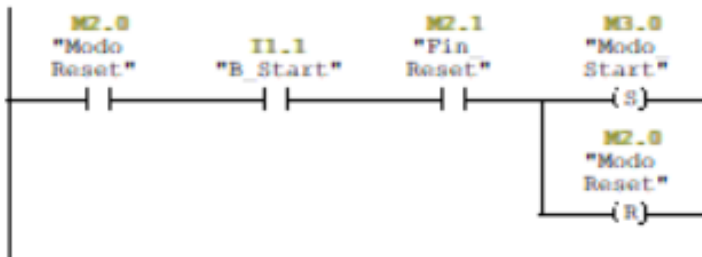 M2.0
"Modo
Reset"
I1.1
"B_Start"
M2.1
"Fin_
Reset"
M3.0
"Modo_
Start"
S
M2.0
"Modo
Reset"
R